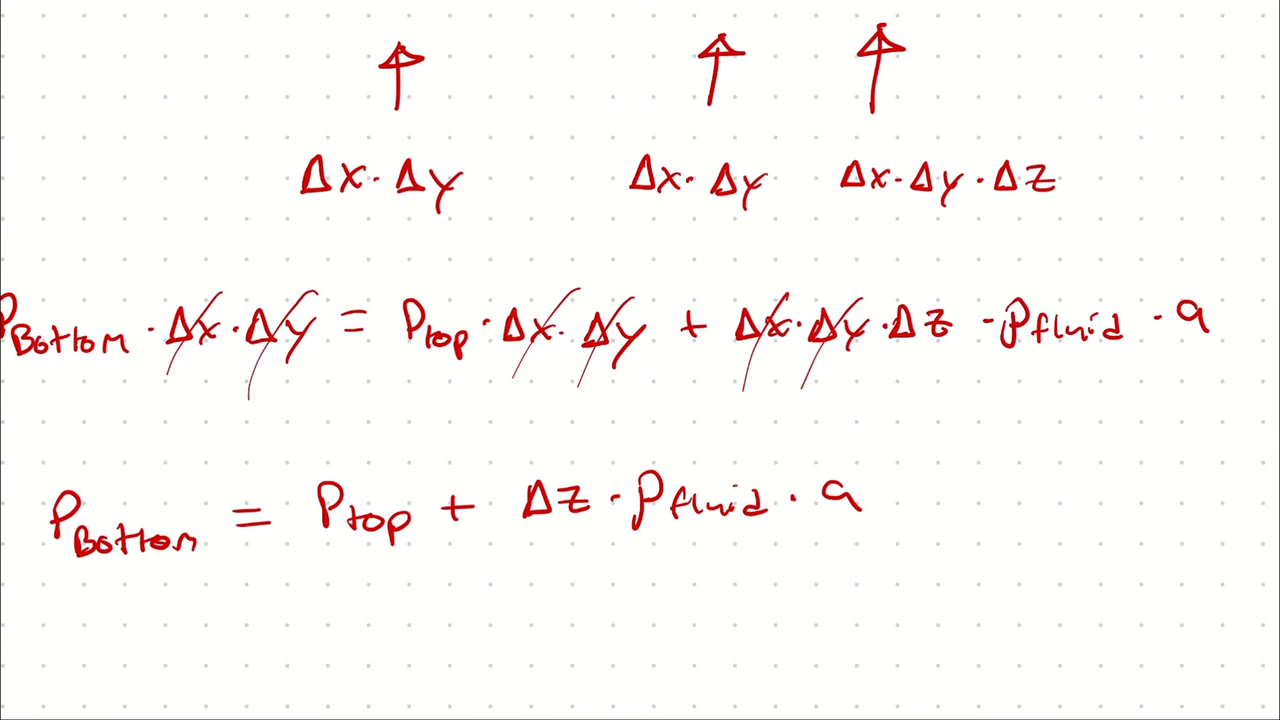 Δx · Δy Δx · Δy Δx · Δy · Δz
P_Bottom · Δx · Δy = P_top · Δx · Δy + Δx · Δy · Δz · ρ_fluid · a
P_Bottom = P_top + Δz · ρ_fluid · a